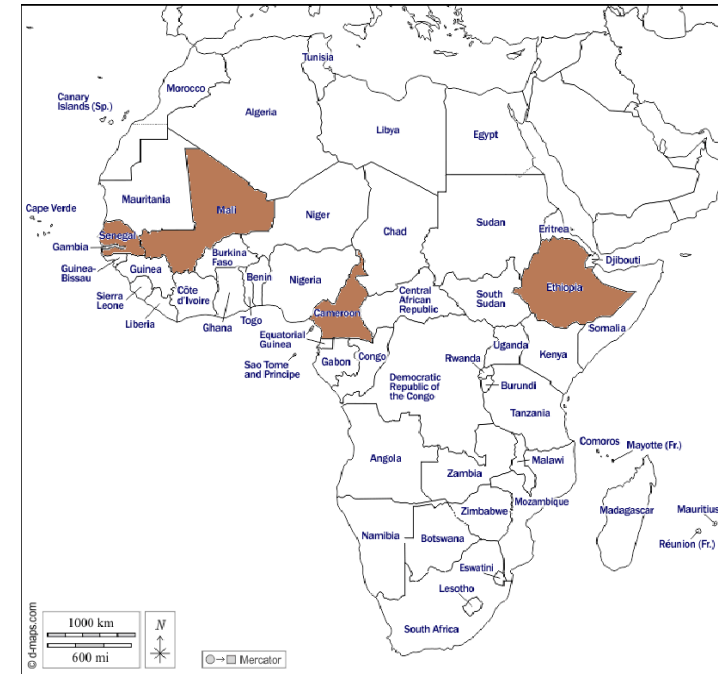 Tunisia
Morocco
Canary
Islands (Sp.)
Algeria
Libya
Egypt
Mauritania
Mali
Cape Verde
Niger
Chad
Sudan
Eritrea
Senegal
Gambia
Djibouti
Guinea-
Bissau
Guinea
Burkina
Faso
Benin
Nigeria
Ethiopia
Sierra
Leone
Côte
d'Ivoire
Central
African
Republic
South
Sudan
Cameroon
Liberia
Ghana
Togo
Somalia
Equatorial
Guinea
Uganda
Kenya
Sao Tome
and Principe
Gabon
Congo
Rwanda
Democratic
Republic of
the Congo
Burundi
Tanzania
Comoros
Mayotte (Fr.)
Angola
Malawi
Zambia
Mozambique
Zimbabwe
Madagascar
Mauritius
Namibia
Botswana
Réunion (Fr.)
Eswatini
Lesotho
South Africa
© d-maps.com
1000 km
600 mi
N
Mercator